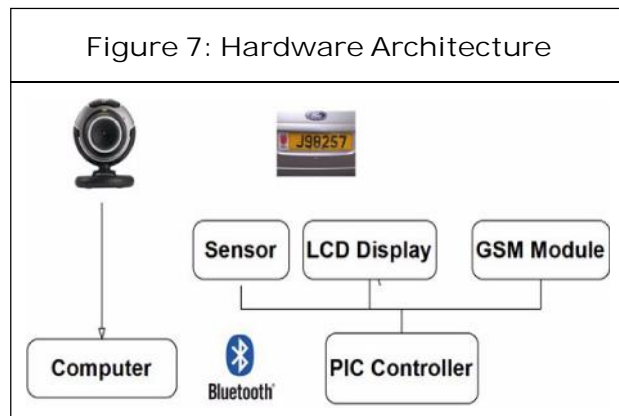 Figure 7: Hardware Architecture
J98257
Sensor
LCD Display
GSM Module
Computer
Bluetooth
PIC Controller